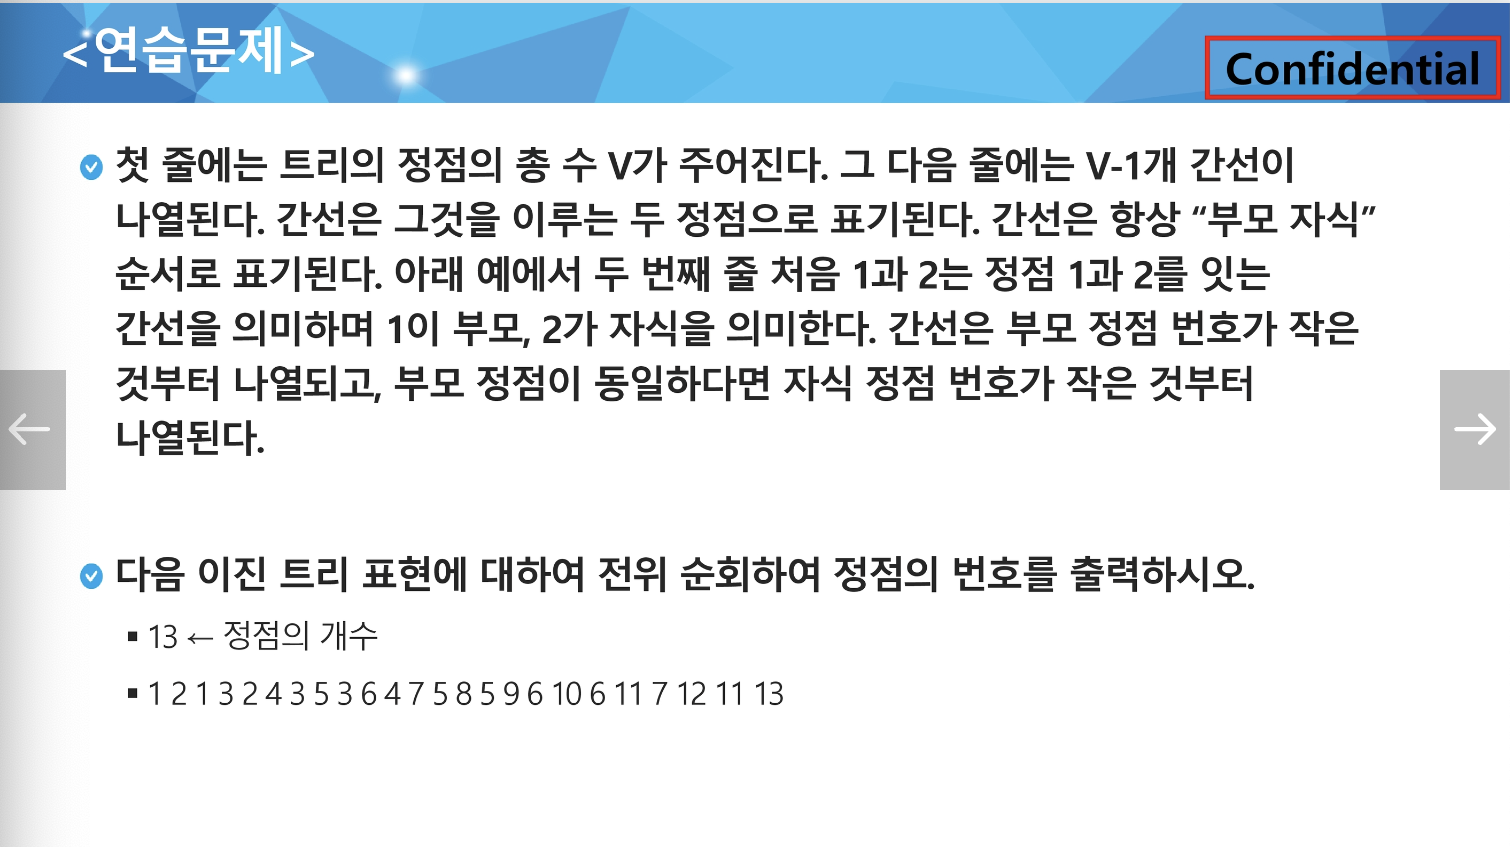 <연습문제>
Confidential
첫 줄에는 트리의 정점의 총 수 V가 주어진다. 그 다음 줄에는 V-1개 간선이
나열된다. 간선은 그것을 이루는 두 정점으로 표기된다. 간선은 항상 “부모 자식”
순서로 표기된다. 아래 예에서 두 번째 줄 처음 1과 2는 정점 1과 2를 잇는
간선을 의미하며 1이 부모, 2가 자식을 의미한다. 간선은 부모 정점 번호가 작은
것부터 나열되고, 부모 정점이 동일하다면 자식 정점 번호가 작은 것부터
나열된다.
다음 이진 트리 표현에 대하여 전위 순회하여 정점의 번호를 출력하시오.
13 ← 정점의 개수
1 2 1 3 2 4 3 5 3 6 4 7 5 8 5 9 6 10 6 11 7 12 11 13